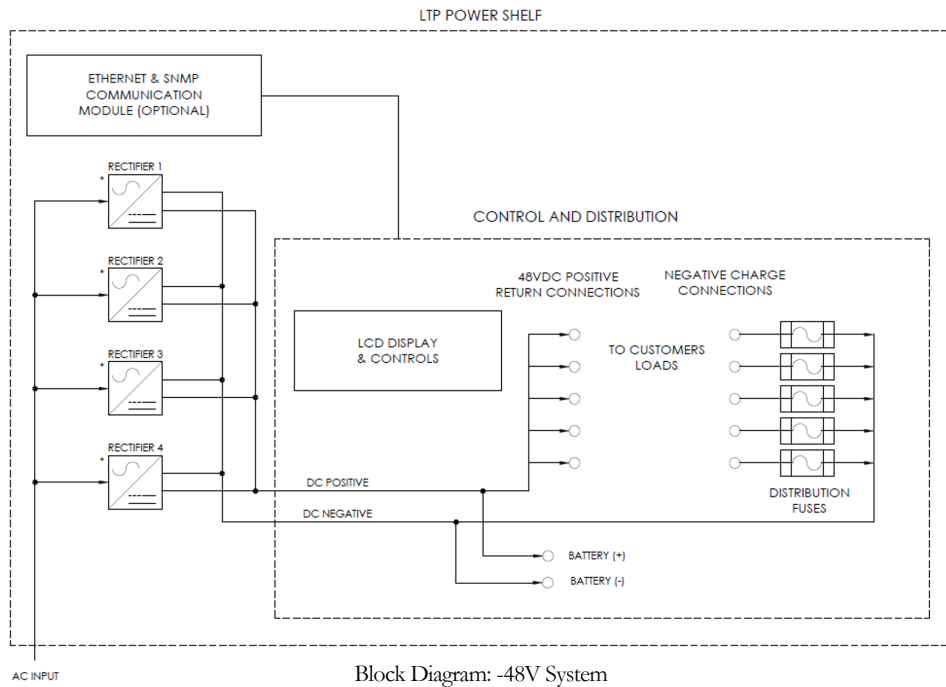 LTP POWER SHELF
ETHERNET & SNMP
COMMUNICATION
MODULE (OPTIONAL)
RECTIFIER 1
*
RECTIFIER 2
*
RECTIFIER 3
*
RECTIFIER 4
*
CONTROL AND DISTRIBUTION
48VDC POSITIVE
RETURN CONNECTIONS
NEGATIVE CHARGE
CONNECTIONS
LCD DISPLAY
& CONTROLS
TO CUSTOMERS
LOADS
DISTRIBUTION
FUSES
DC POSITIVE
DC NEGATIVE
BATTERY (+)
BATTERY (-)
AC INPUT
Block Diagram: -48V System